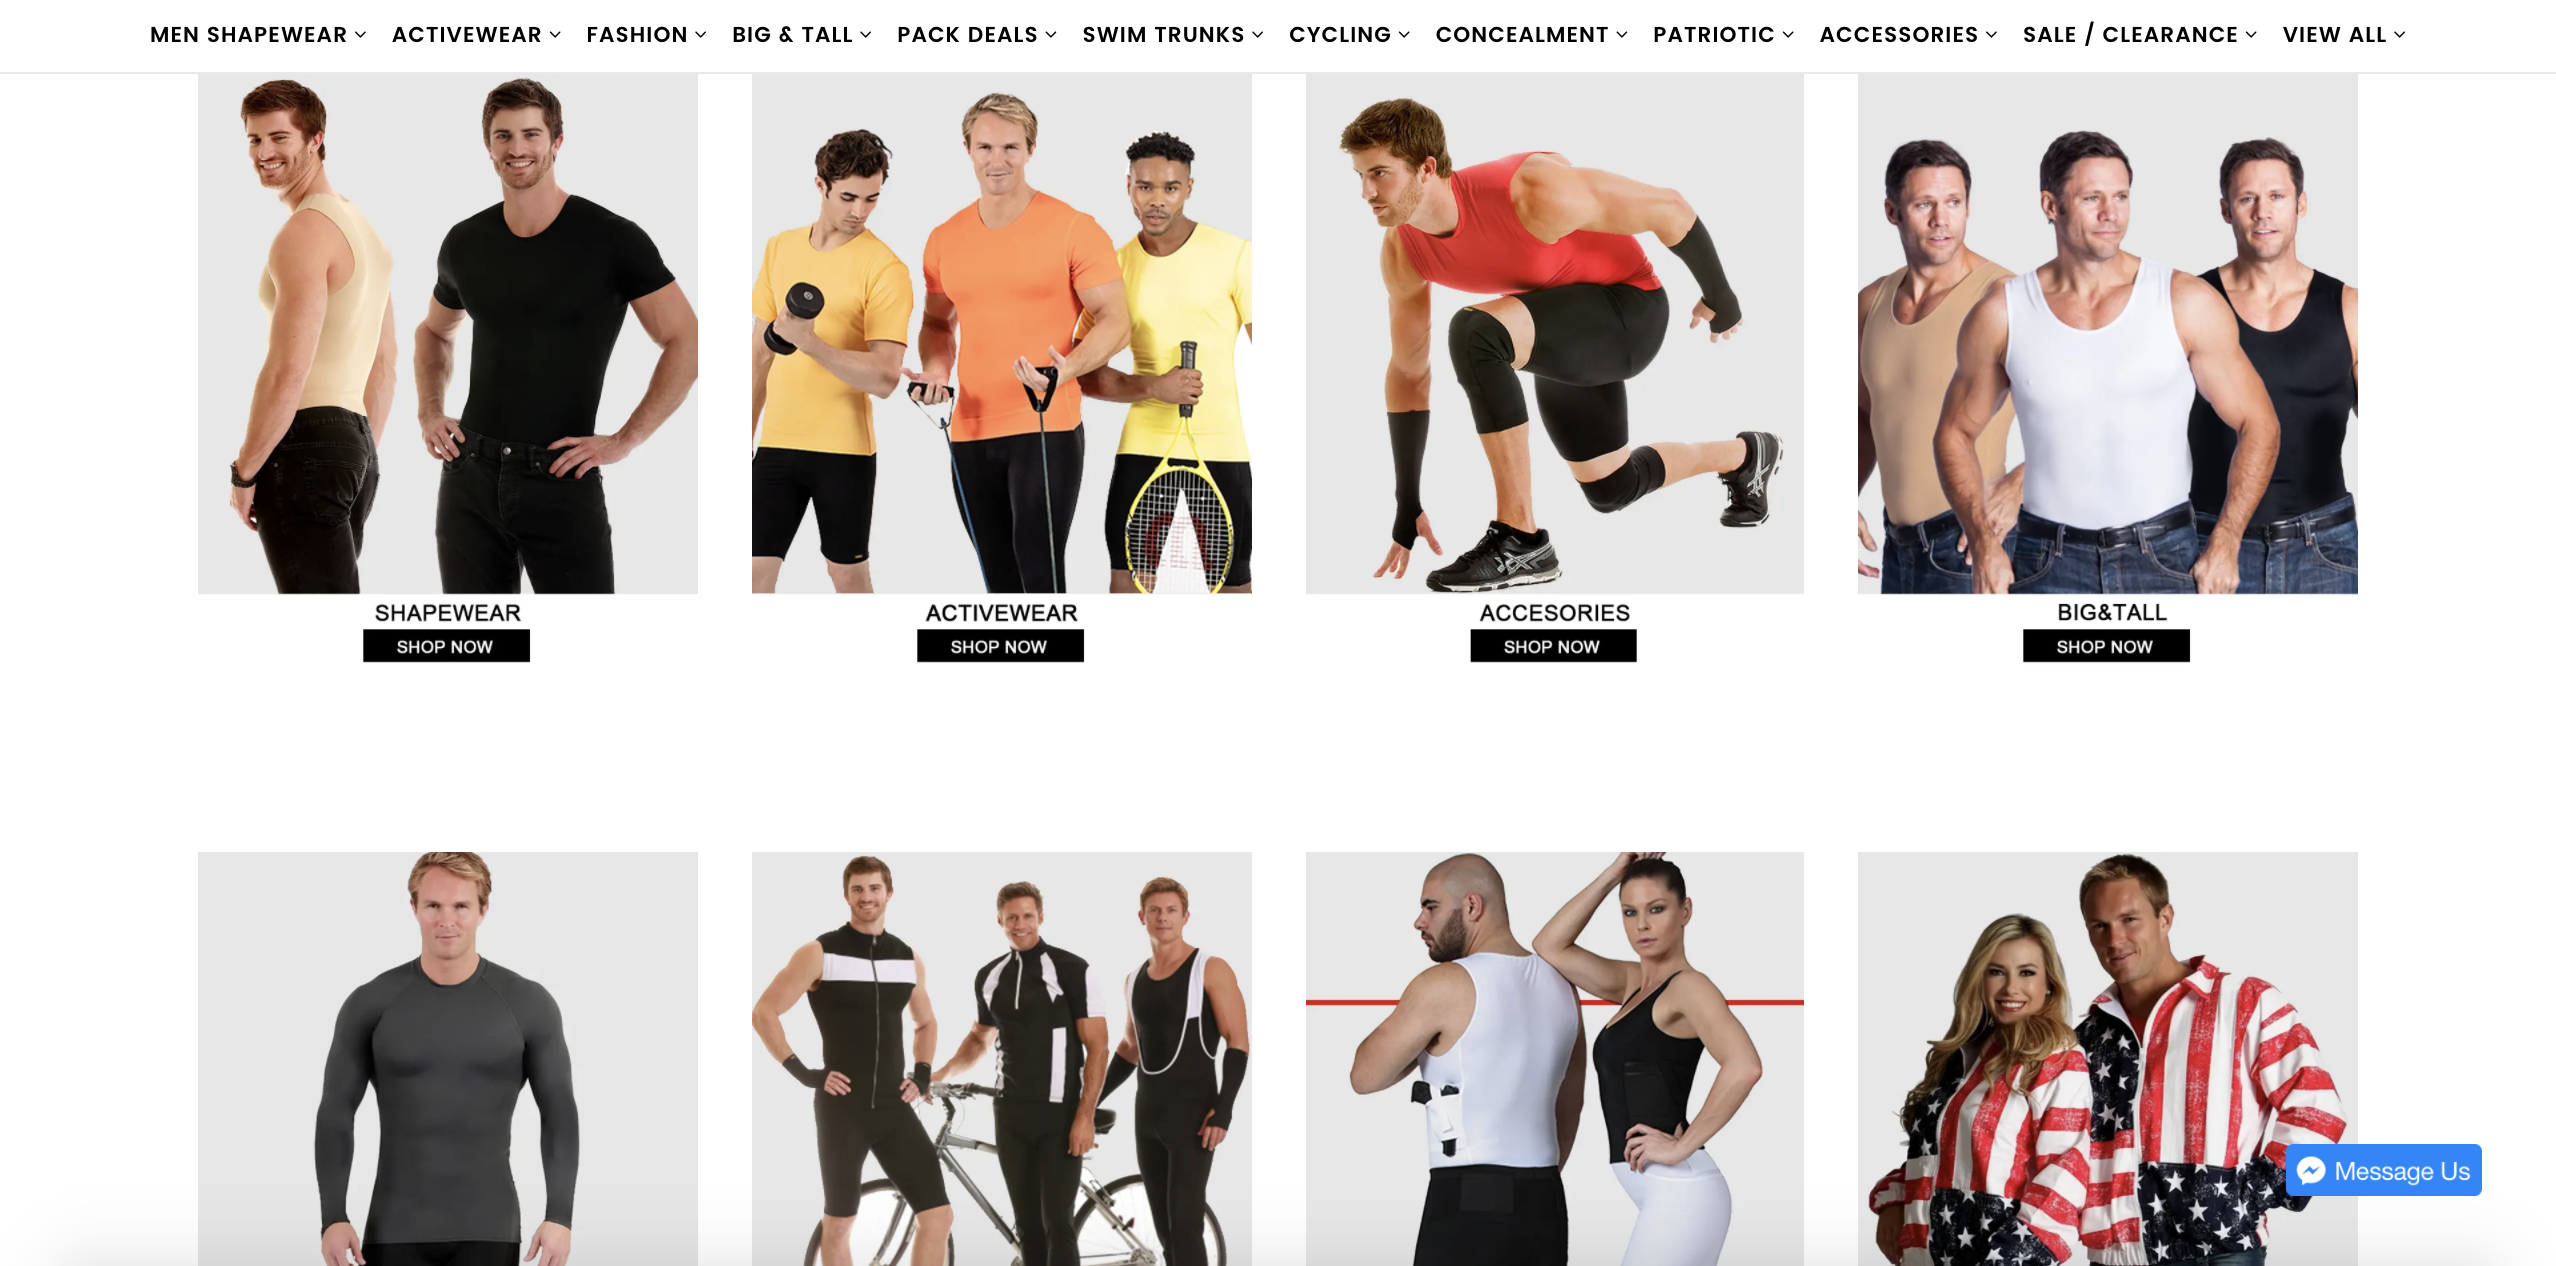 MEN SHAPEWEAR ACTIVEWEAR FASHION BIG & TALL PACK DEALS SWIM TRUNKS CYCLING CONCEALMENT PATRIOTIC ACCESSORIES SALE / CLEARANCE VIEW ALL
SHAPEWEAR
SHOP NOW
ACTIVEWEAR
SHOP NOW
ACCESORIES
SHOP NOW
BIG&TALL
SHOP NOW
Message Us